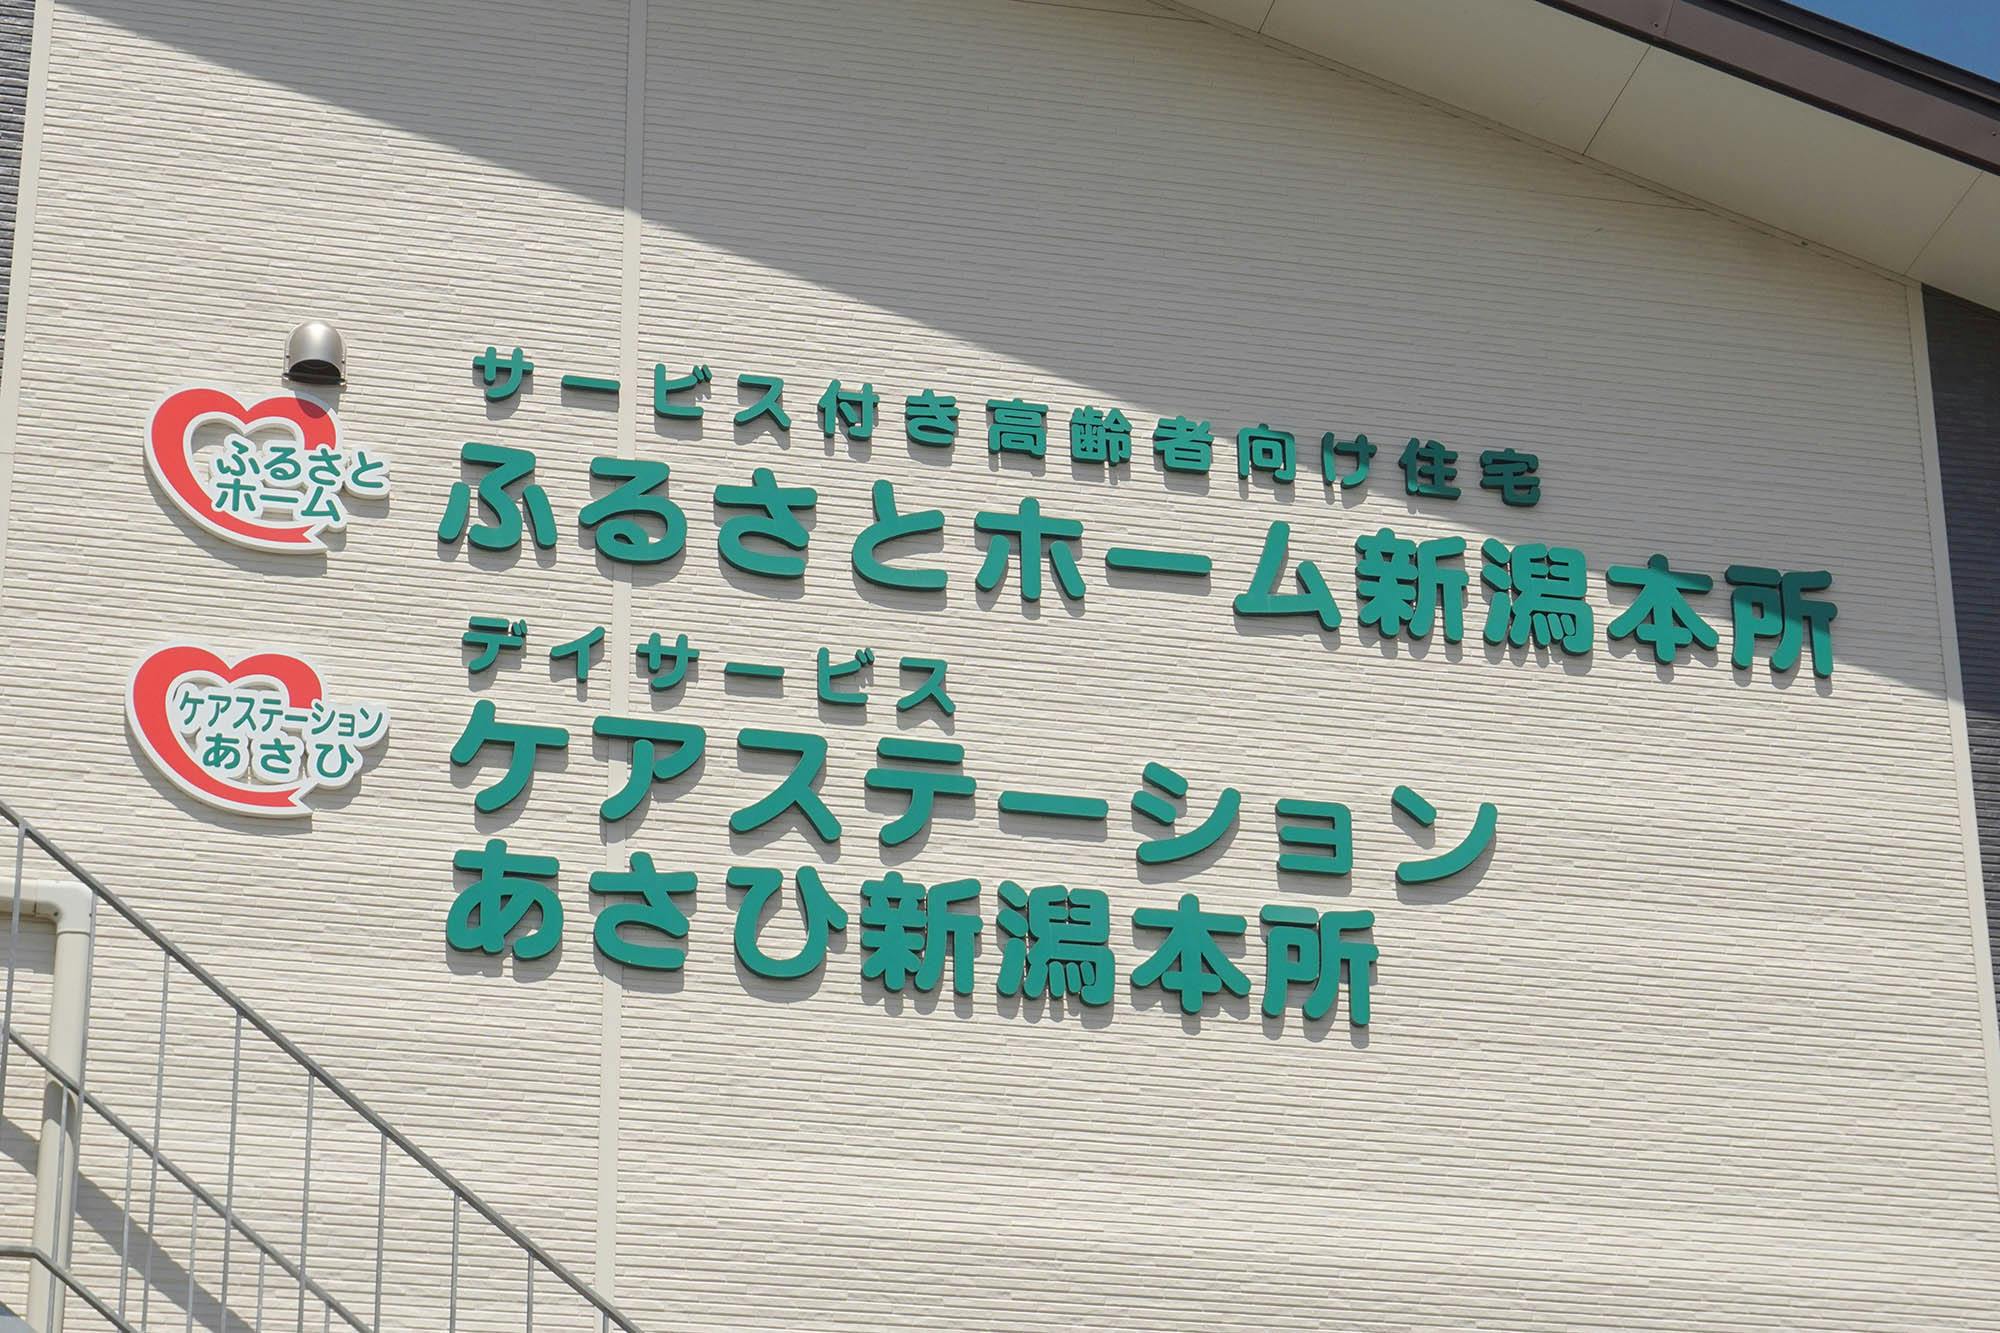 サービス付き高齢者向け住宅
ふるさと
ホーム
ふるさとホーム新潟本所
デイサービス
ケアステーション
あさひ
ケアステーション
あさひ新潟本所